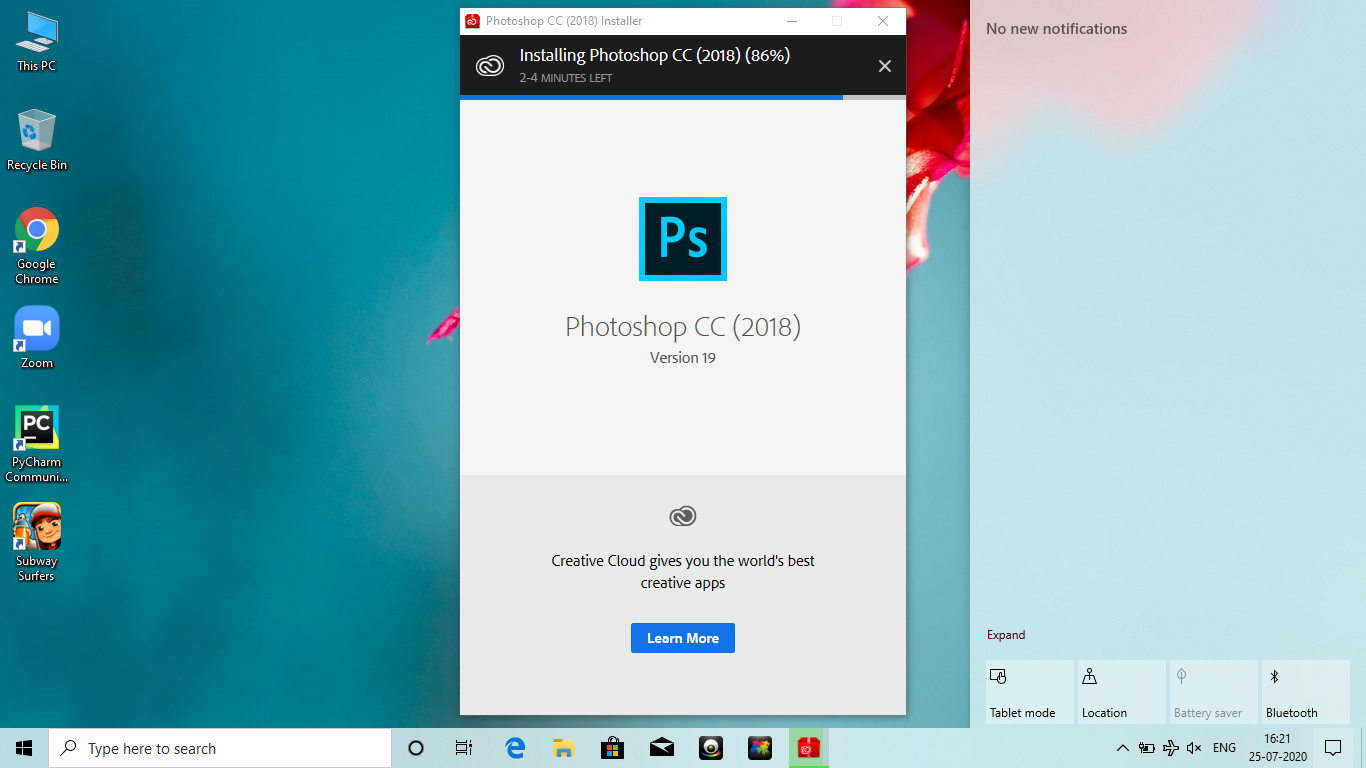 This PC
Recycle Bin
Google
Chrome
Zoom
PC
PyCharm
Communi...
Subway
Surfers
Photoshop CC (2018) Installer
Installing Photoshop CC (2018) (86%)
2-4 MINUTES LEFT
Ps
Photoshop CC (2018)
Version 19
Creative Cloud gives you the world's best
creative apps
Learn More
No new notifications
Expand
Tablet mode
Location
Battery saver
Bluetooth
Type here to search
ENG
16:21
25-07-2020